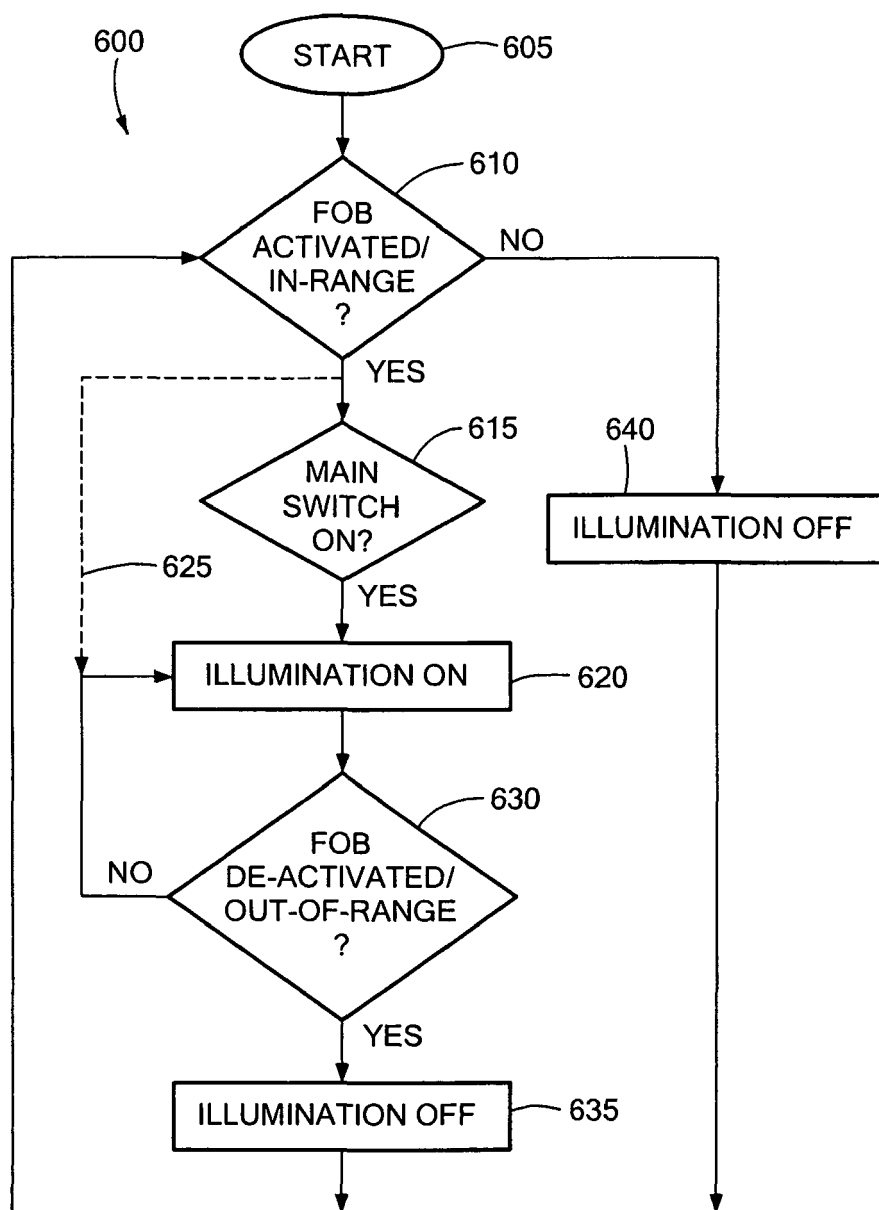 600
START
605
610
FOB
ACTIVATED/
IN-RANGE
?
NO
YES
615
MAIN
SWITCH
ON?
640
ILLUMINATION OFF
625
YES
ILLUMINATION ON
620
630
FOB
DE-ACTIVATED/
OUT-OF-RANGE
?
NO
YES
ILLUMINATION OFF
635